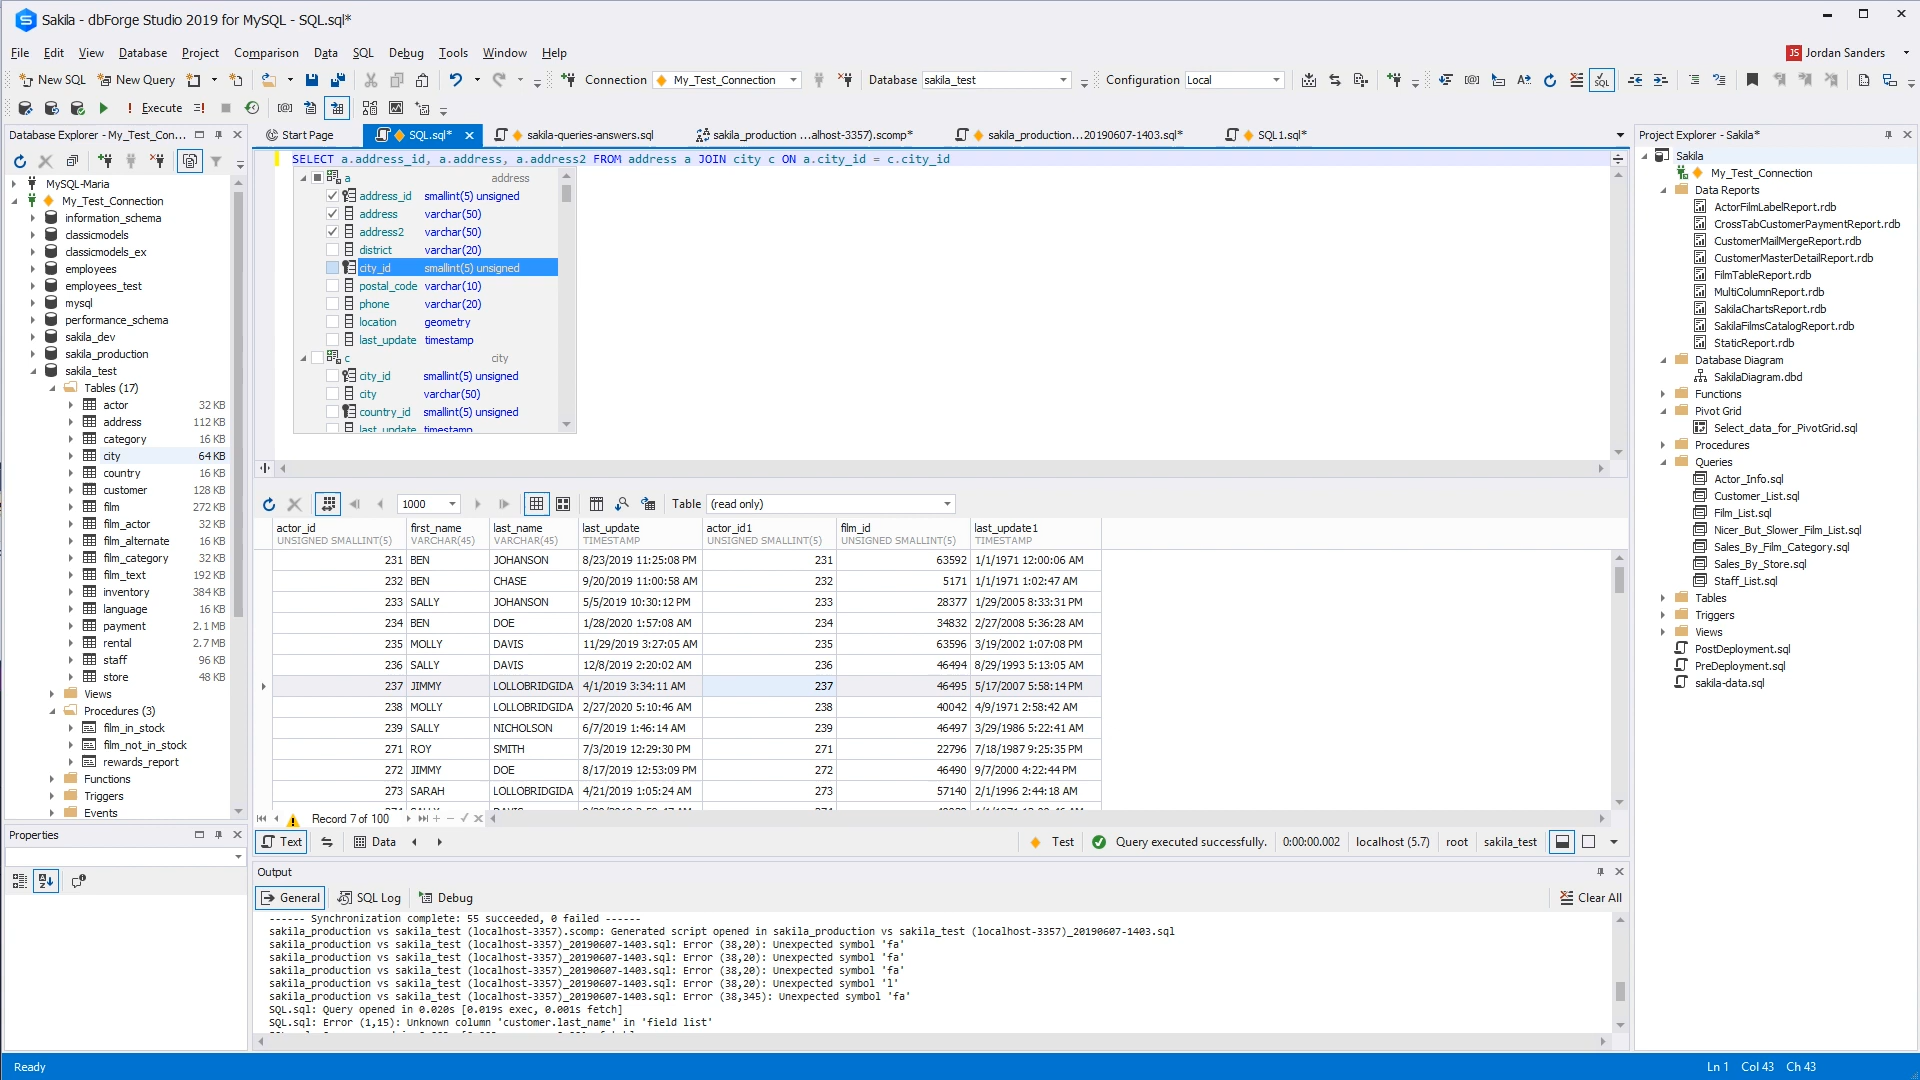 Sakila - dbForge Studio 2019 for MySQL - SQL.sql*
File Edit View Database Project Comparison Data SQL Debug Tools Window Help
JS Jordan Sanders
New SQL New Query Connection My_Test_Connection Database sakila_test Configuration Local
Execute
Database Explorer - My_Test_Con...
MySQL-Maria
My_Test_Connection
information_schema
classicmodels
classicmodels_ex
employees
employees_test
mysql
performance_schema
sakila_dev
sakila_production
sakila_test
Tables (17)
actor 32 KB
address 112 KB
category 16 KB
city 64 KB
country 16 KB
customer 128 KB
film 272 KB
film_actor 32 KB
film_alternate 16 KB
film_category 32 KB
film_text 192 KB
inventory 384 KB
language 16 KB
payment 2.1 MB
rental 2.7 MB
staff 96 KB
store 48 KB
Views
Procedures (3)
film_in_stock
film_not_in_stock
rewards_report
Functions
Triggers
Events
Properties
Start Page SQL.sql* sakila-queries-answers.sql sakila_production ...alhost-3357).scomp* sakila_production...20190607-1403.sql* SQL1.sql*
SELECT a.address_id, a.address, a.address2 FROM address a JOIN city c ON a.city_id = c.city_id
a address
address_id smallint(5) unsigned
address varchar(50)
address2 varchar(50)
district varchar(20)
city_id smallint(5) unsigned
postal_code varchar(10)
phone varchar(20)
location geometry
last_update timestamp
c city
city_id smallint(5) unsigned
city varchar(50)
country_id smallint(5) unsigned
last_update timestamp
1000 Table (read only)
actor_id first_name last_name last_update actor_id1 film_id last_update1
UNSIGNED SMALLINT(5) VARCHAR(45) VARCHAR(45) TIMESTAMP UNSIGNED SMALLINT(5) UNSIGNED SMALLINT(5) TIMESTAMP
231 BEN JOHANSON 8/23/2019 11:25:08 PM 231 63592 1/1/1971 12:00:06 AM
232 BEN CHASE 9/20/2019 11:00:58 AM 232 5171 1/1/1971 1:02:47 AM
233 SALLY JOHANSON 5/5/2019 10:30:12 PM 233 28377 1/29/2005 8:33:31 PM
234 BEN DOE 1/28/2020 1:57:08 AM 234 34832 2/27/2008 5:36:28 AM
235 MOLLY DAVIS 11/29/2019 3:27:05 AM 235 63596 3/19/2002 1:07:08 PM
236 SALLY DAVIS 12/8/2019 2:20:02 AM 236 46494 8/29/1993 5:13:05 AM
237 JIMMY LOLLOBRIDGIDA 4/1/2019 3:34:11 AM 237 46495 5/17/2007 5:58:14 PM
238 MOLLY LOLLOBRIDGIDA 2/27/2020 5:10:46 AM 238 40042 4/9/1971 2:58:42 AM
239 SALLY NICHOLSON 6/7/2019 1:46:14 AM 239 46497 3/29/1986 5:22:41 AM
271 ROY SMITH 7/3/2019 12:29:30 PM 271 22796 7/18/1987 9:25:35 PM
272 JIMMY DOE 8/17/2019 12:53:09 PM 272 46490 9/7/2000 4:22:44 PM
273 SARAH LOLLOBRIDGIDA 4/21/2019 1:05:24 AM 273 57140 2/1/1996 2:44:18 AM
Record 7 of 100
Text Data Test Query executed successfully. 0:00:00.002 localhost (5.7) root sakila_test
Output
General SQL Log Debug Clear All
------ Synchronization complete: 55 succeeded, 0 failed ------
sakila_production vs sakila_test (localhost-3357).scomp: Generated script opened in sakila_production vs sakila_test (localhost-3357)_20190607-1403.sql
sakila_production vs sakila_test (localhost-3357)_20190607-1403.sql: Error (38,20): Unexpected symbol 'fa'
sakila_production vs sakila_test (localhost-3357)_20190607-1403.sql: Error (38,20): Unexpected symbol 'fa'
sakila_production vs sakila_test (localhost-3357)_20190607-1403.sql: Error (38,20): Unexpected symbol 'fa'
sakila_production vs sakila_test (localhost-3357)_20190607-1403.sql: Error (38,20): Unexpected symbol 'l'
sakila_production vs sakila_test (localhost-3357)_20190607-1403.sql: Error (38,345): Unexpected symbol 'fa'
SQL.sql: Query opened in 0.020s [0.019s exec, 0.001s fetch]
SQL.sql: Error (1,15): Unknown column 'customer.last_name' in 'field list'
Project Explorer - Sakila*
Sakila
My_Test_Connection
Data Reports
ActorFilmLabelReport.rdb
CrossTabCustomerPaymentReport.rdb
CustomerMailMergeReport.rdb
CustomerMasterDetailReport.rdb
FilmTableReport.rdb
MultiColumnReport.rdb
SakilaChartsReport.rdb
SakilaFilmsCatalogReport.rdb
StaticReport.rdb
Database Diagram
SakilaDiagram.dbd
Functions
Pivot Grid
Select_data_for_PivotGrid.sql
Procedures
Queries
Actor_Info.sql
Customer_List.sql
Film_List.sql
Nicer_But_Slower_Film_List.sql
Sales_By_Film_Category.sql
Sales_By_Store.sql
Staff_List.sql
Tables
Triggers
Views
PostDeployment.sql
PreDeployment.sql
sakila-data.sql
Ready Ln 1 Col 43 Ch 43